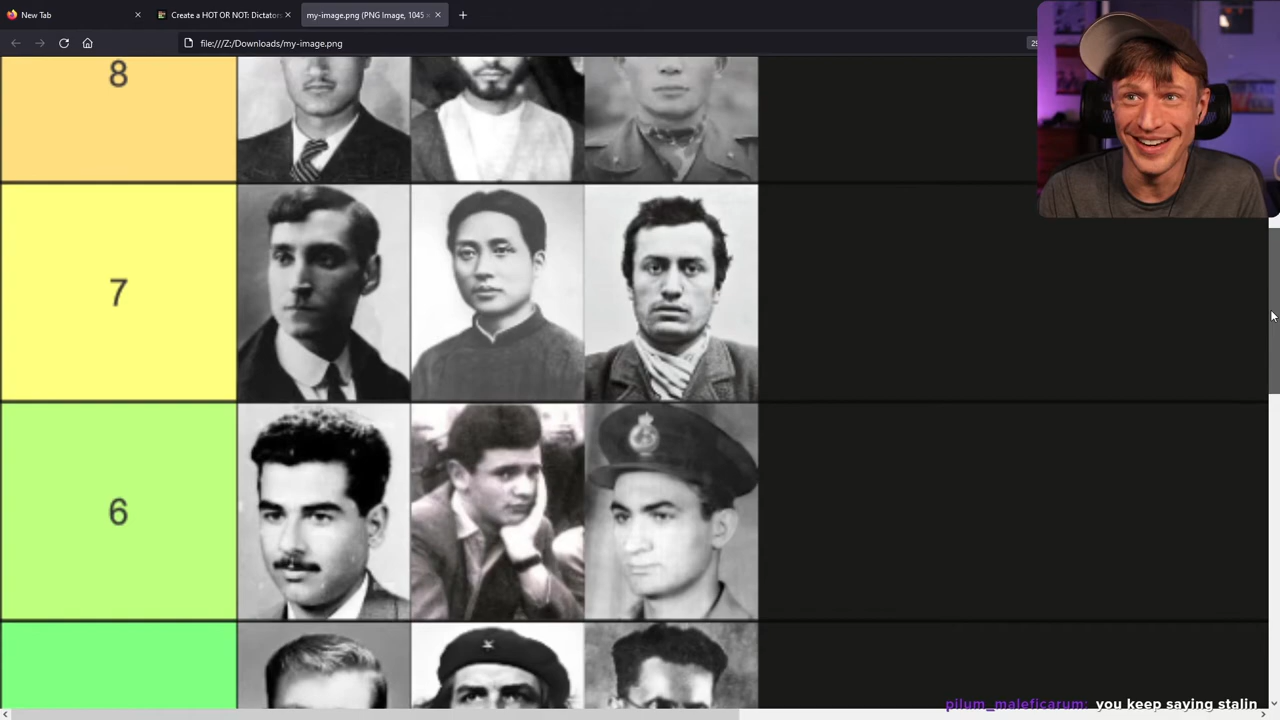 New Tab
Create a HOT OR NOT: Dictator
my-image.png (PNG Image, 1045
file:///Z:/Downloads/my-image.png
8
7
6
pilum_maleficarum: you keep saying stalin